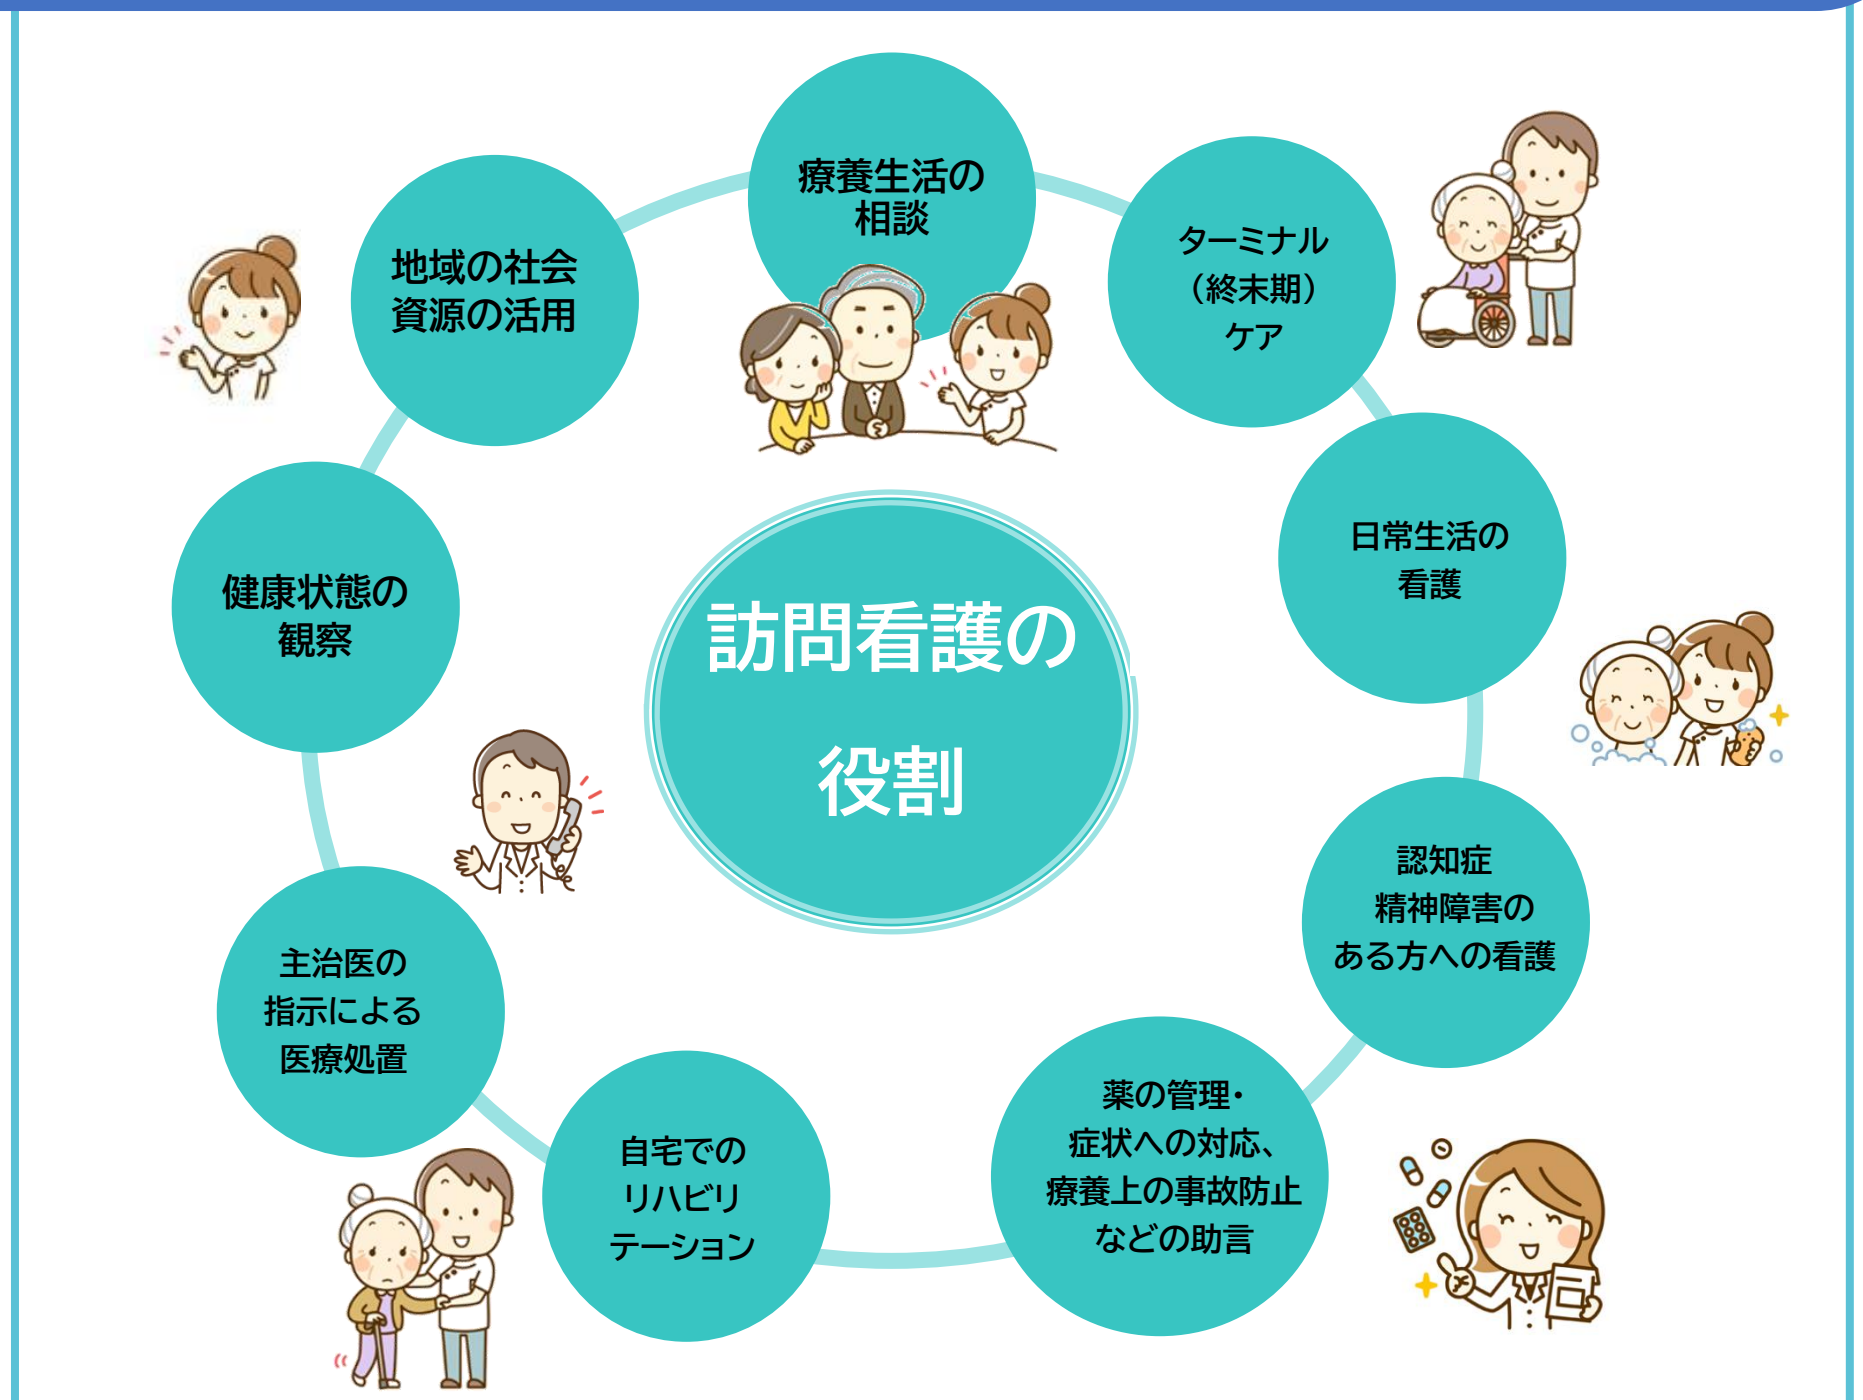 訪問看護の
役割
療養生活の
相談
ターミナル
（終末期）
ケア
日常生活の
看護
認知症
精神障害の
ある方への看護
薬の管理・
症状への対応、
療養上の事故防止
などの助言
自宅での
リハビリ
テーション
主治医の
指示による
医療処置
健康状態の
観察
地域の社会
資源の活用